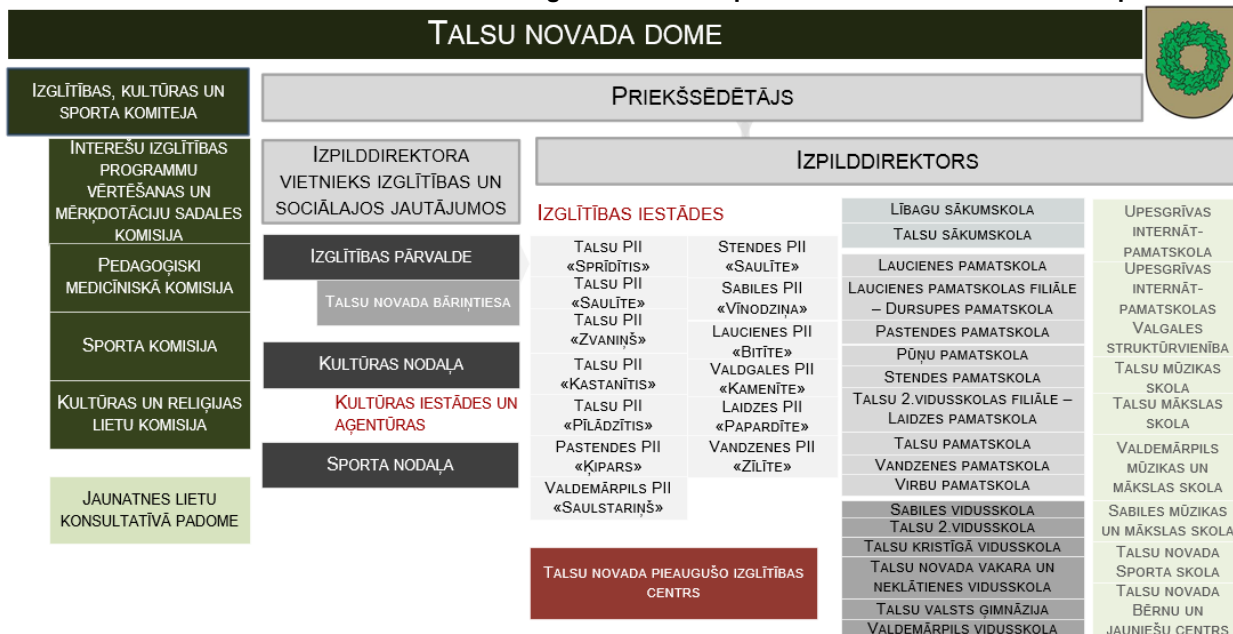 TALSU NOVADA DOME
IZGLĪTĪBAS, KULTŪRAS UN
SPORTA KOMITEJA
PRIEKŠSĒDĒTĀJS
INTEREŠU IZGLĪTĪBAS
PROGRAMMU
VĒRTĒŠANAS UN
MĒRĶDOTĀCIJU SADALES
KOMISIJA
PEDAGOĢISKI
MEDICĪNISKĀ KOMISIJA
SPORTA KOMISIJA
KULTŪRAS UN RELIĢIJAS
LIETU KOMISIJA
JAUNATNES LIETU
KONSULTATĪVĀ PADOME
IZPILDDIREKTORA
VIETNIEKS IZGLĪTĪBAS UN
SOCIĀLAJOS JAUTĀJUMOS
IZGLĪTĪBAS PĀRVALDE
TALSU NOVADA BĀRIŅTIESA
KULTŪRAS NODAĻA
KULTŪRAS IESTĀDES UN
AĢENTŪRAS
SPORTA NODAĻA
IZPILDDIREKTORS
IZGLĪTĪBAS IESTĀDES
TALSU PII
«SPRĪDĪTIS»
TALSU PII
«SAULĪTE»
TALSU PII
«ZVANIŅŠ»
TALSU PII
«KASTANĪTIS»
TALSU PII
«PĪLĀDZĪTIS»
PASTENDES PII
«ĶIPARS»
VALDEMĀRPILS PII
«SAULSTARIŅŠ»
STENDES PII
«SAULĪTE»
SABILES PII
«VĪNODZIŅA»
LAUCIENES PII
«BITĪTE»
VALDGALES PII
«KAMENĪTE»
LAIDZES PII
«PAPARDĪTE»
VANDZENES PII
«ZĪLĪTE»
TALSU NOVADA PIEAUGUŠO IZGLĪTĪBAS
CENTRS
LĪBAGU SĀKUMSKOLA
TALSU SĀKUMSKOLA
LAUCIENES PAMATSKOLA
LAUCIENES PAMATSKOLAS FILIĀLE
– DURSUPES PAMATSKOLA
PASTENDES PAMATSKOLA
PŪŅU PAMATSKOLA
STENDES PAMATSKOLA
TALSU 2.VIDUSSKOLAS FILIĀLE –
LAIDZES PAMATSKOLA
TALSU PAMATSKOLA
VANDZENES PAMATSKOLA
VIRBU PAMATSKOLA
SABILES VIDUSSKOLA
TALSU 2.VIDUSSKOLA
TALSU KRISTĪGĀ VIDUSSKOLA
TALSU NOVADA VAKARA UN
NEKLĀTIENES VIDUSSKOLA
TALSU VALSTS ĢIMNĀZIJA
VALDEMĀRPILS VIDUSSKOLA
UPESGRĪVAS
INTERNĀT-
PAMATSKOLA
UPESGRĪVAS
INTERNĀT-
PAMATSKOLAS
VALGALES
STRUKTŪRVIENĪBA
TALSU MŪZIKAS
SKOLA
TALSU MĀKSLAS
SKOLA
VALDEMĀRPILS
MŪZIKAS UN
MĀKSLAS SKOLA
SABILES MŪZIKAS
UN MĀKSLAS SKOLA
TALSU NOVADA
SPORTA SKOLA
TALSU NOVADA
BĒRNU UN
JAUNIEŠU CENTRS